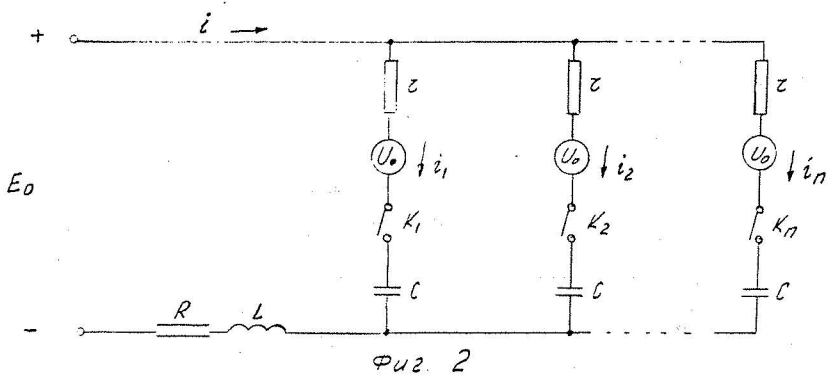 + i
τ τ τ
U₀ i₁ U₀ i₂ U₀ iₙ
E₀
K₁ K₂ Kₙ
C C C
− R L
Фиг. 2